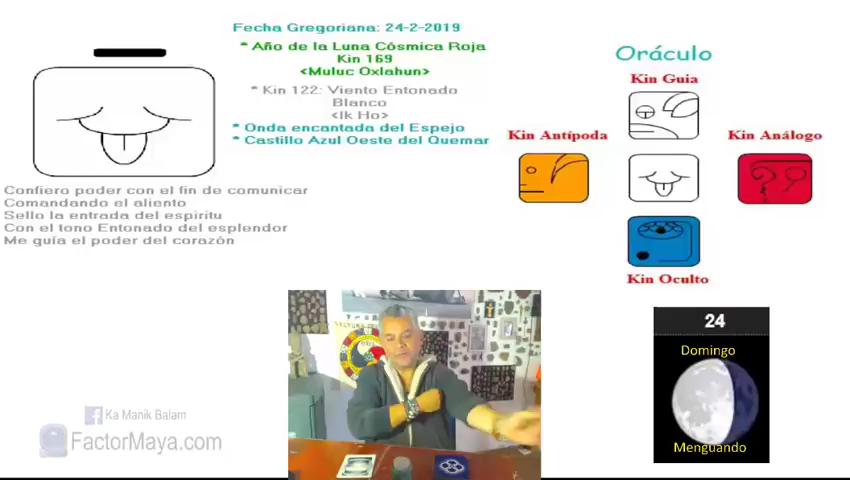 Fecha Gregoriana: 24-2-2019
* Año de la Luna Cósmica Roja
Kin 169
<Muluc Oxlahun>
* Kin 122: Viento Entonado
Blanco
<Ik Ho>
* Onda encantada del Espejo
* Castillo Azul Oeste del Quemar
Confiero poder con el fin de comunicar
Comandando el aliento
Sello la entrada del espíritu
Con el tono Entonado del esplendor
Me guía el poder del corazón
Oráculo
Kin Guia
Kin Antípoda
Kin Análogo
Kin Oculto
24
Domingo
Menguando
Ka Manik Balam
FactorMaya.com